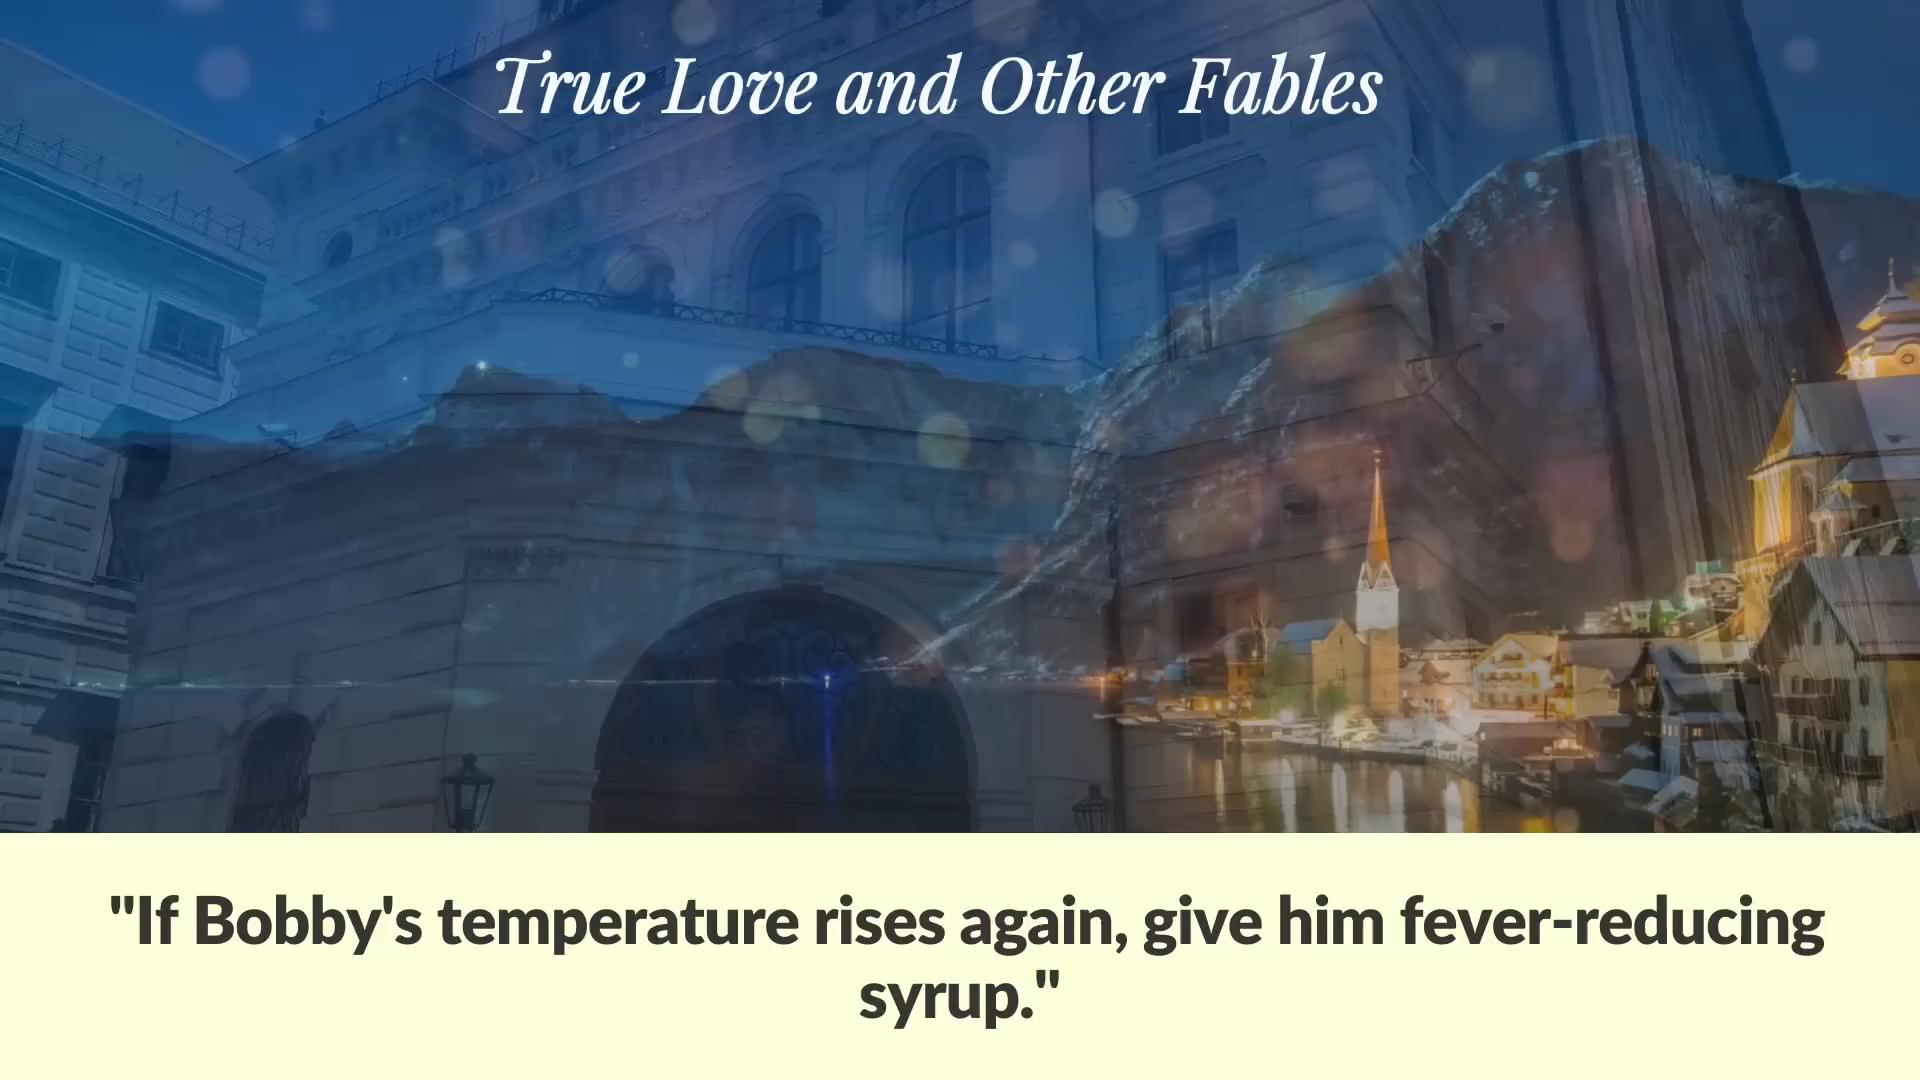 True Love and Other Fables
"If Bobby's temperature rises again, give him fever-reducing
syrup."